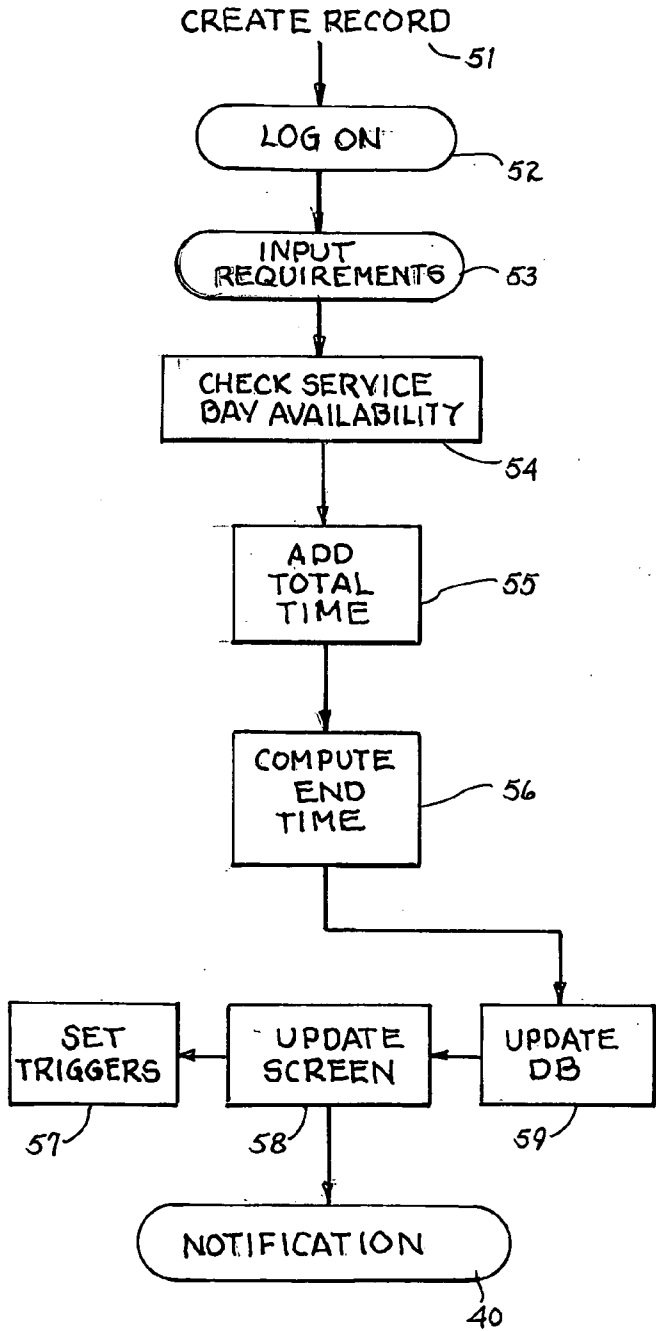 CREATE RECORD
51
LOG ON
52
INPUT
REQUIREMENTS
53
CHECK SERVICE
BAY AVAILABILITY
54
ADD
TOTAL
TIME
55
COMPUTE
END
TIME
56
SET
TRIGGERS
57
UPDATE
SCREEN
58
UPDATE
DB
59
NOTIFICATION
40